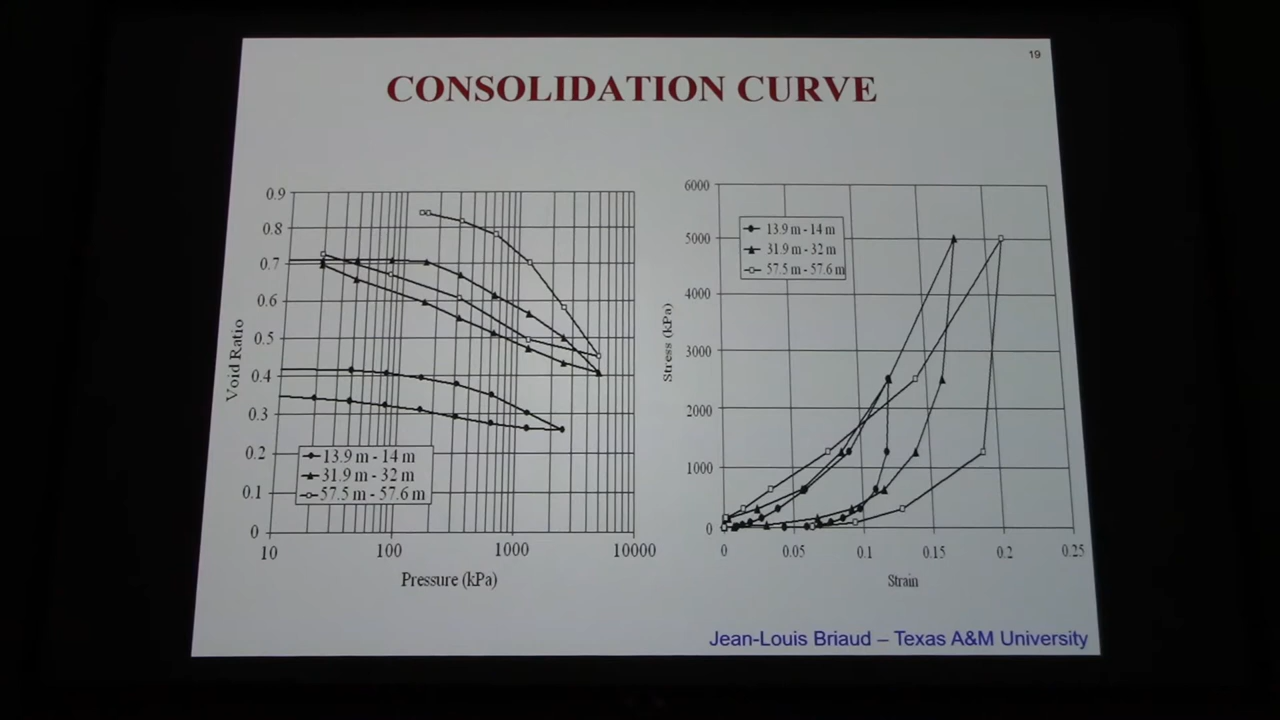 19
CONSOLIDATION CURVE
0.9
0.8
0.7
0.6
0.5
0.4
0.3
0.2
0.1
0
Void Ratio
10
100
1000
10000
Pressure (kPa)
13.9 m - 14 m
31.9 m - 32 m
57.5 m - 57.6 m
6000
5000
4000
3000
2000
1000
0
Stress (kPa)
0
0.05
0.1
0.15
0.2
0.25
Strain
13.9 m - 14 m
31.9 m - 32 m
57.5 m - 57.6 m
Jean-Louis Briaud – Texas A&M University